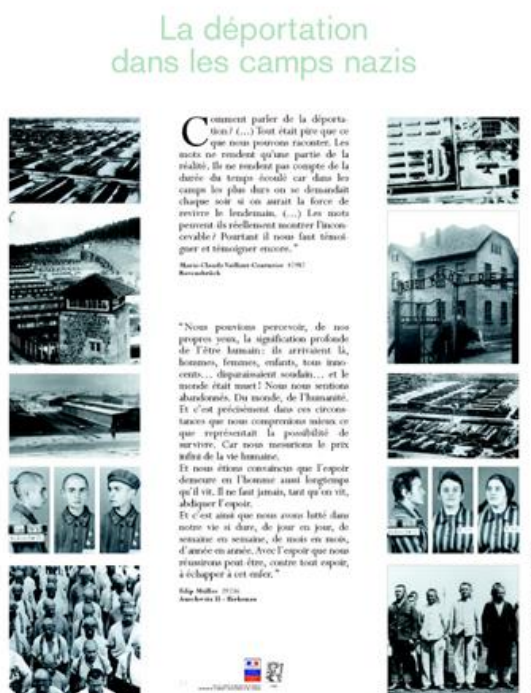 La déportation
dans les camps nazis
Comment parler de la déporta-
tion? (...) Tout était pire que ce
que nous pouvons raconter. Les
mots ne rendent qu'une partie de la
réalité. Ils ne rendent pas compte de la
durée du temps écoulé car dans les
camps les plus durs on se demandait
chaque soir si on aurait la force de
revivre le lendemain. (...) Les mots
peuvent ils réellement montrer l'incon-
cevable? Pourtant il nous faut témoi-
gner et témoigner encore."
Marie-Claude Vaillant-Couturier
Ravensbrück
"Nous pouvions percevoir, de nos
propres yeux, la signification profonde
de l'être humain: ils arrivaient là,
hommes, femmes, enfants, tous inno-
cents... disparaissaient soudain... et le
monde était muet! Nous nous sentions
abandonnés. Du monde, de l'humanité.
Et c'est précisément dans ces circons-
tances que nous comprenions mieux ce
que représentait la possibilité de
survivre. Car nous mesurions le prix
infini de la vie humaine.
Et nous étions convaincus que l'espoir
demeure en l'homme aussi longtemps
qu'il vit. Il ne faut jamais, tant qu'on vit,
abdiquer l'espoir.
Et c'est ainsi que nous avons lutté dans
notre vie si dure, de jour en jour, de
semaine en semaine, de mois en mois,
d'année en année. Avec l'espoir que nous
réussirons peut être, contre tout espoir,
à échapper à cet enfer."
Filip Müller
Auschwitz II - Birkenau
ARBEIT MACHT FREI